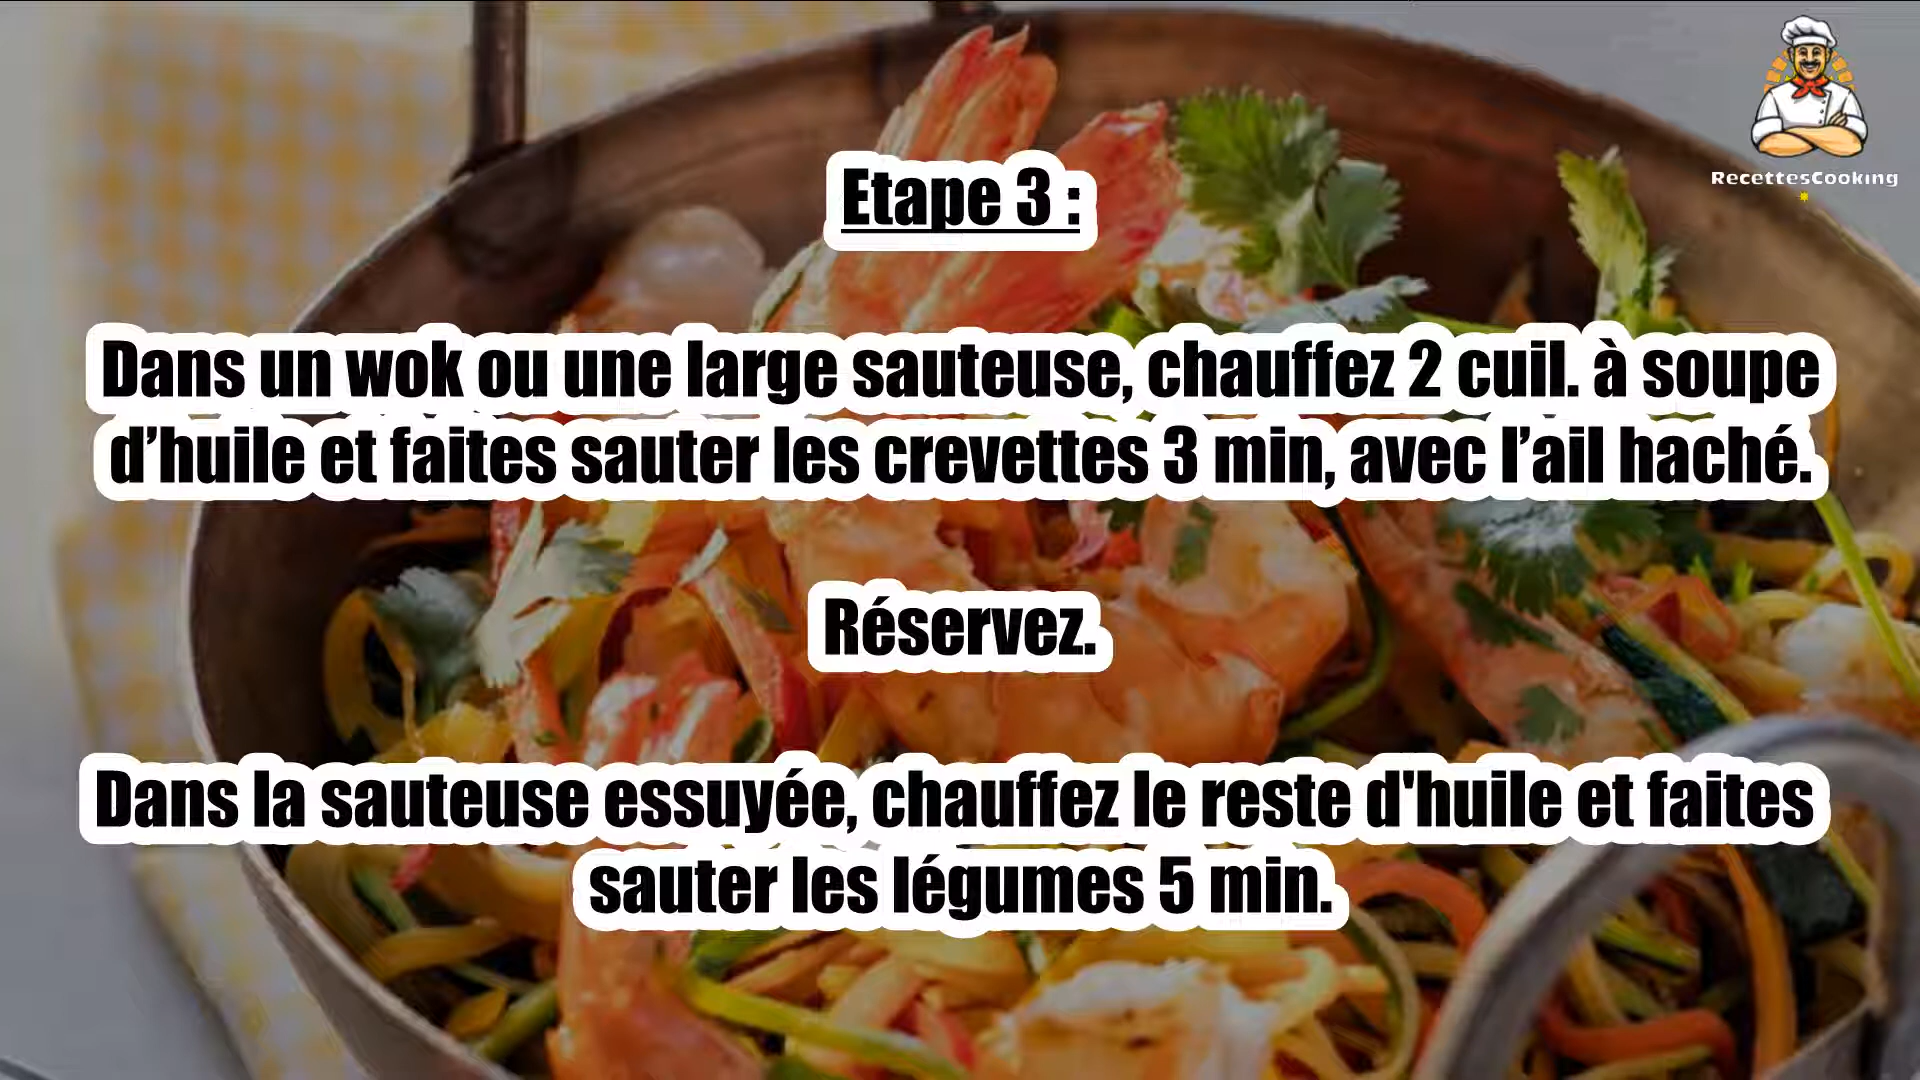 RecettesCooking
Etape 3 :
Dans un wok ou une large sauteuse, chauffez 2 cuil. à soupe
d’huile et faites sauter les crevettes 3 min, avec l’ail haché.
Réservez.
Dans la sauteuse essuyée, chauffez le reste d'huile et faites
sauter les légumes 5 min.